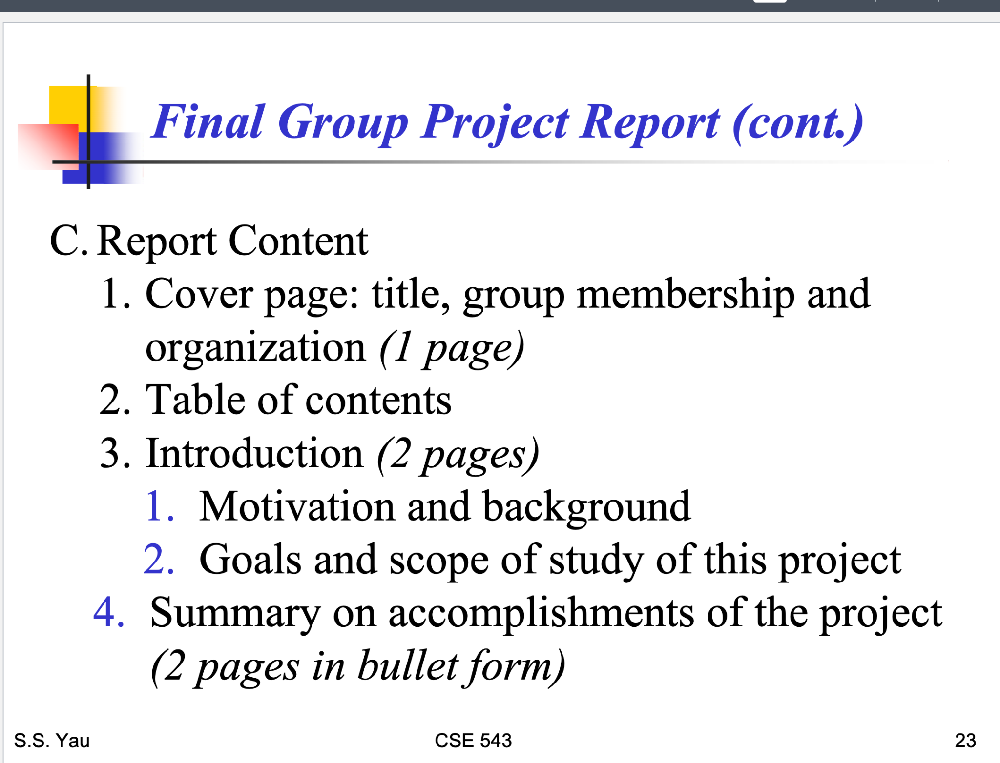 Final Group Project Report (cont.)
C. Report Content
1. Cover page: title, group membership and
organization (1 page)
2. Table of contents
3. Introduction (2 pages)
1. Motivation and background
2. Goals and scope of study of this project
4. Summary on accomplishments of the project
(2 pages in bullet form)
S.S. Yau
CSE 543
23